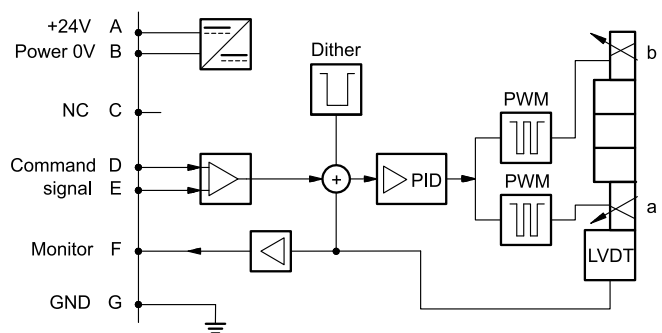 +24V A
Power 0V B
Dither
b
NC C
PWM
Command D
signal E
+
PID
PWM
a
Monitor F
LVDT
GND G